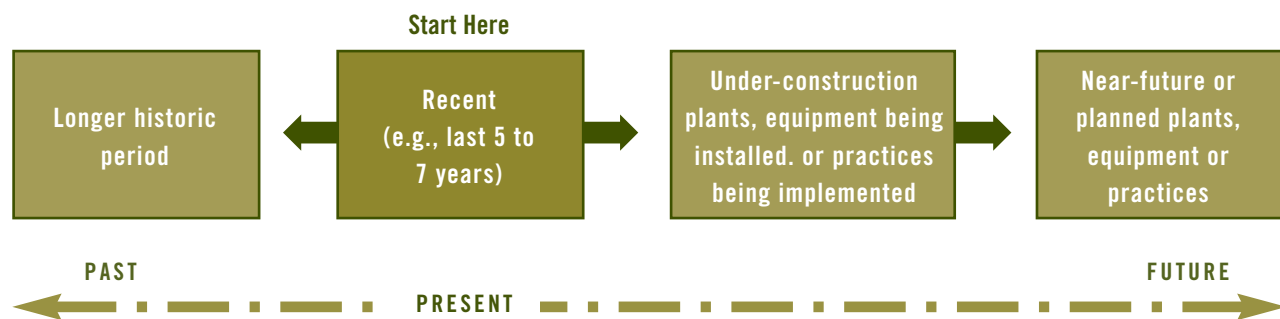 Start Here
Longer historic
period
Recent
(e.g., last 5 to
7 years)
Under-construction
plants, equipment being
installed. or practices
being implemented
Near-future or
planned plants,
equipment or
practices
PAST
FUTURE
PRESENT